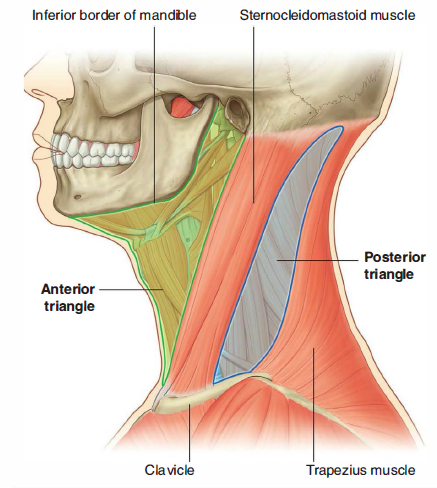 Inferior border of mandible
Sternocleidomastoid muscle
Posterior
triangle
Anterior
triangle
Clavicle
Trapezius muscle